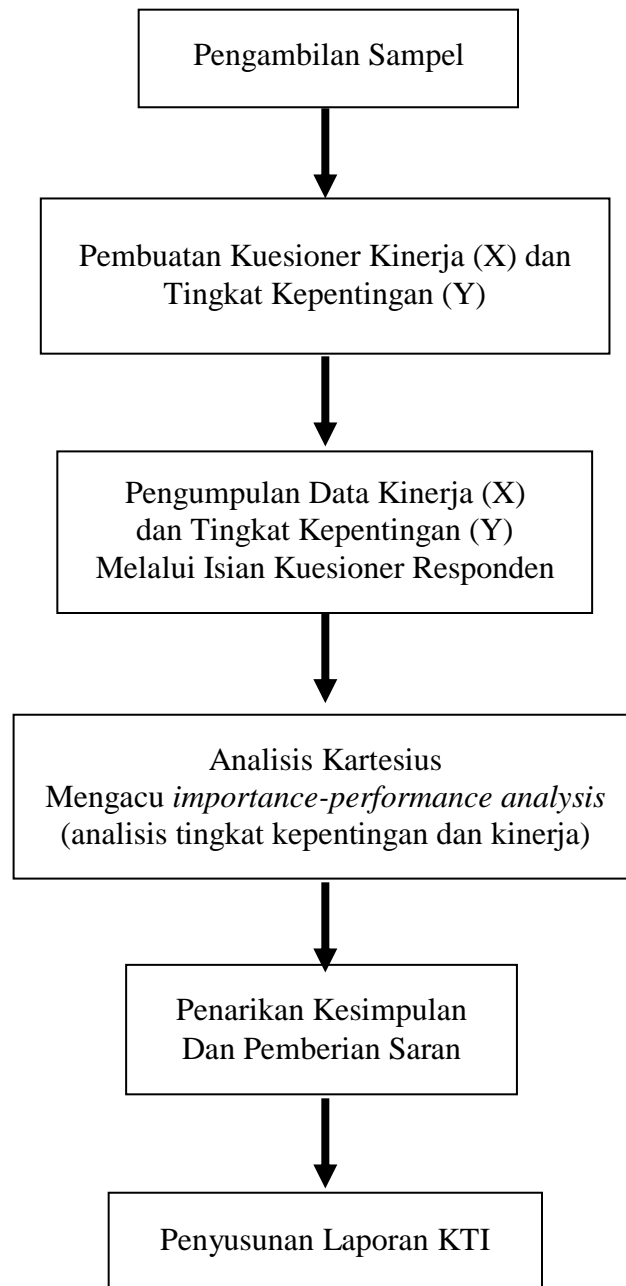 Pengambilan Sampel
Pembuatan Kuesioner Kinerja (X) dan
Tingkat Kepentingan (Y)
Pengumpulan Data Kinerja (X)
dan Tingkat Kepentingan (Y)
Melalui Isian Kuesioner Responden
Analisis Kartesius
Mengacu importance-performance analysis
(analisis tingkat kepentingan dan kinerja)
Penarikan Kesimpulan
Dan Pemberian Saran
Penyusunan Laporan KTI